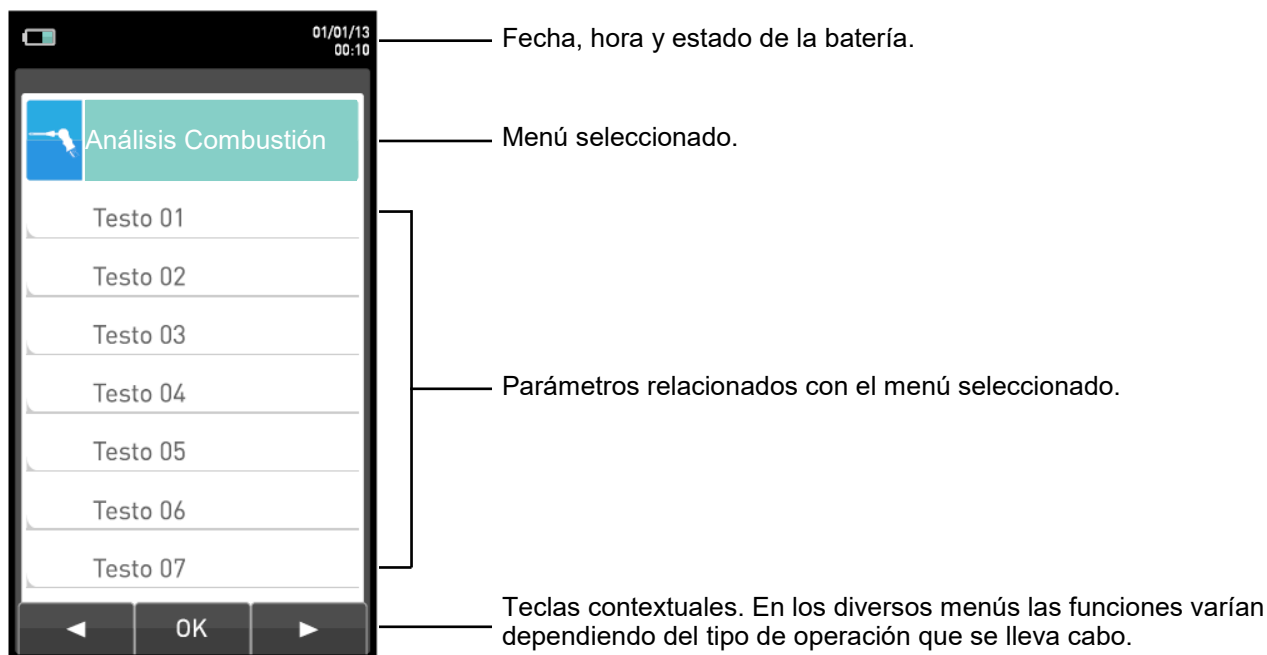 01/01/13
00:10
Fecha, hora y estado de la batería.
Análisis Combustión
Menú seleccionado.
Testo 01
Testo 02
Testo 03
Testo 04
Testo 05
Testo 06
Testo 07
Parámetros relacionados con el menú seleccionado.
OK
Teclas contextuales. En los diversos menús las funciones varían
dependiendo del tipo de operación que se lleva cabo.